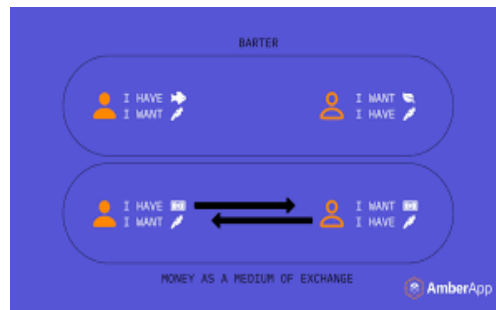 BARTER
I HAVE
I WANT
I WANT
I HAVE
I HAVE
I WANT
I WANT
I HAVE
MONEY AS A MEDIUM OF EXCHANGE
AmberApp